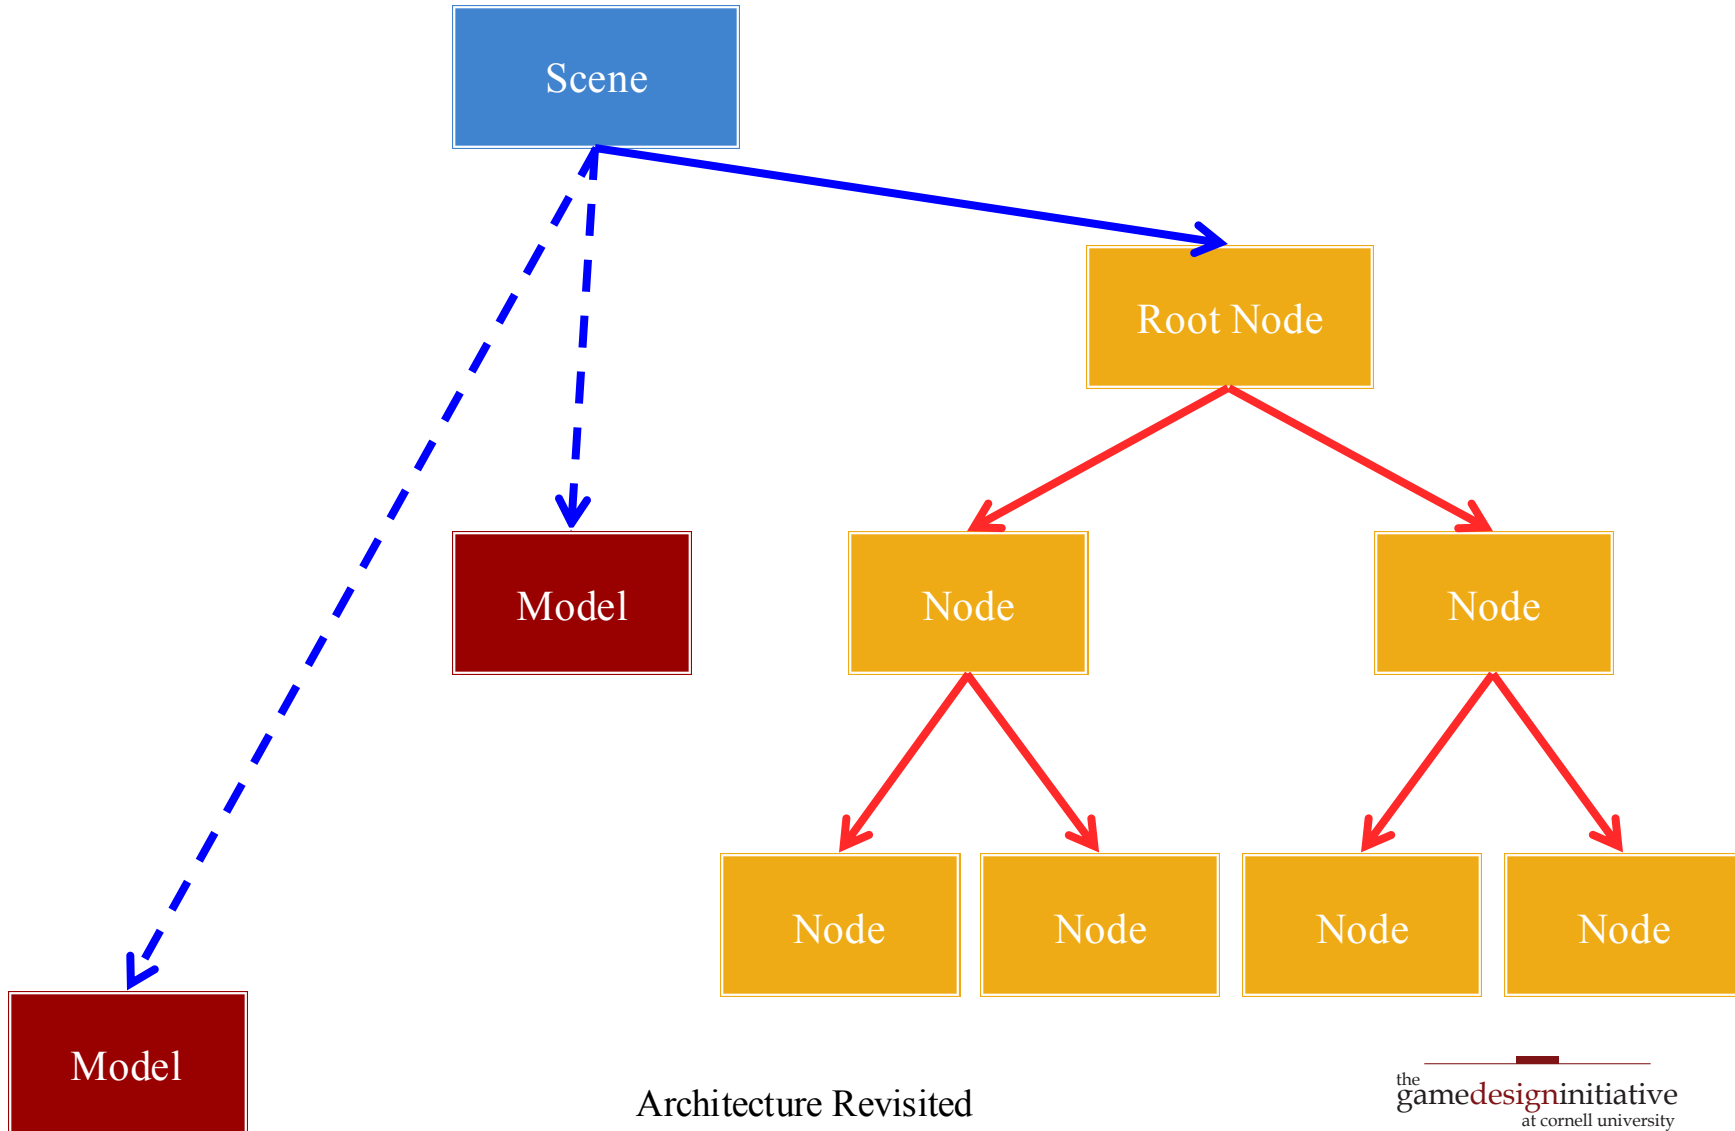 Scene
Root Node
Model
Node
Node
Node
Node
Node
Node
Model
Architecture Revisited
the
gamedesigninitiative
at cornell university